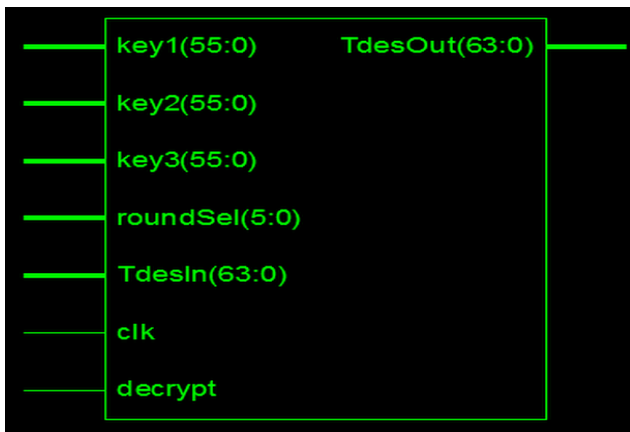 key1(55:0) TdesOut(63:0)
key2(55:0)
key3(55:0)
roundSel(5:0)
TdesIn(63:0)
clk
decrypt